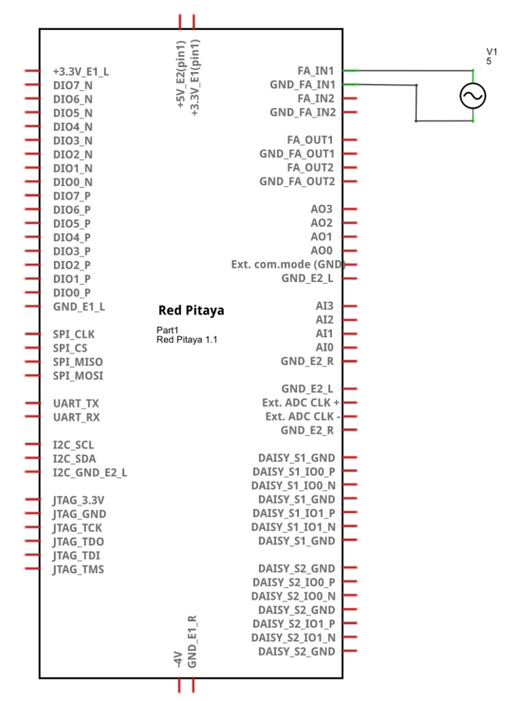 +5V_E2(pin1)
+3.3V_E1(pin1)
V1
5
+3.3V_E1_L
DIO7_N
DIO6_N
DIO5_N
DIO4_N
DIO3_N
DIO2_N
DIO1_N
DIO0_N
DIO7_P
DIO6_P
DIO5_P
DIO4_P
DIO3_P
DIO2_P
DIO1_P
DIO0_P
GND_E1_L
SPI_CLK
SPI_CS
SPI_MISO
SPI_MOSI
UART_TX
UART_RX
I2C_SCL
I2C_SDA
I2C_GND_E2_L
JTAG_3.3V
JTAG_GND
JTAG_TCK
JTAG_TDO
JTAG_TDI
JTAG_TMS
Red Pitaya
Part1
Red Pitaya 1.1
FA_IN1
GND_FA_IN1
FA_IN2
GND_FA_IN2
FA_OUT1
GND_FA_OUT1
FA_OUT2
GND_FA_OUT2
AO3
AO2
AO1
AO0
Ext. com.mode (GND)
GND_E2_L
AI3
AI2
AI1
AI0
GND_E2_R
GND_E2_L
Ext. ADC CLK +
Ext. ADC CLK -
GND_E2_R
DAISY_S1_GND
DAISY_S1_IO0_P
DAISY_S1_IO0_N
DAISY_S1_GND
DAISY_S1_IO1_P
DAISY_S1_IO1_N
DAISY_S1_GND
DAISY_S2_GND
DAISY_S2_IO0_P
DAISY_S2_IO0_N
DAISY_S2_GND
DAISY_S2_IO1_P
DAISY_S2_IO1_N
DAISY_S2_GND
-4V
GND_E1_R